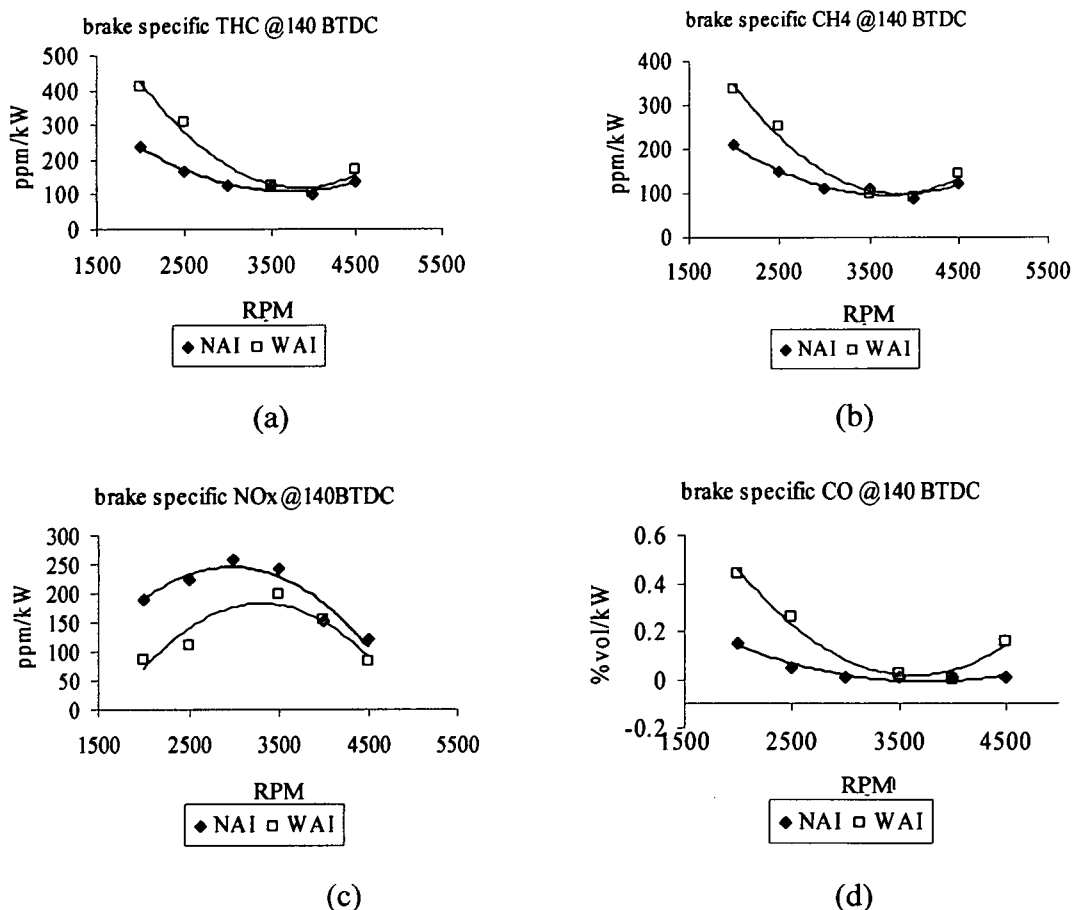 brake specific THC @140 BTDC
500
400
300
200
100
0
ppm/kW
1500 2500 3500 4500 5500
RPM
NAI WAI
(a)
brake specific CH4 @140 BTDC
400
300
200
100
0
ppm/kW
1500 2500 3500 4500 5500
RPM
NAI WAI
(b)
brake specific NOx @140BTDC
300
250
200
150
100
50
0
ppm/kW
1500 2500 3500 4500 5500
RPM
NAI WAI
(c)
brake specific CO @140 BTDC
0.6
0.4
0.2
0
-0.2
%vol/kW
1500 2500 3500 4500
RPM
NAI WAI
(d)